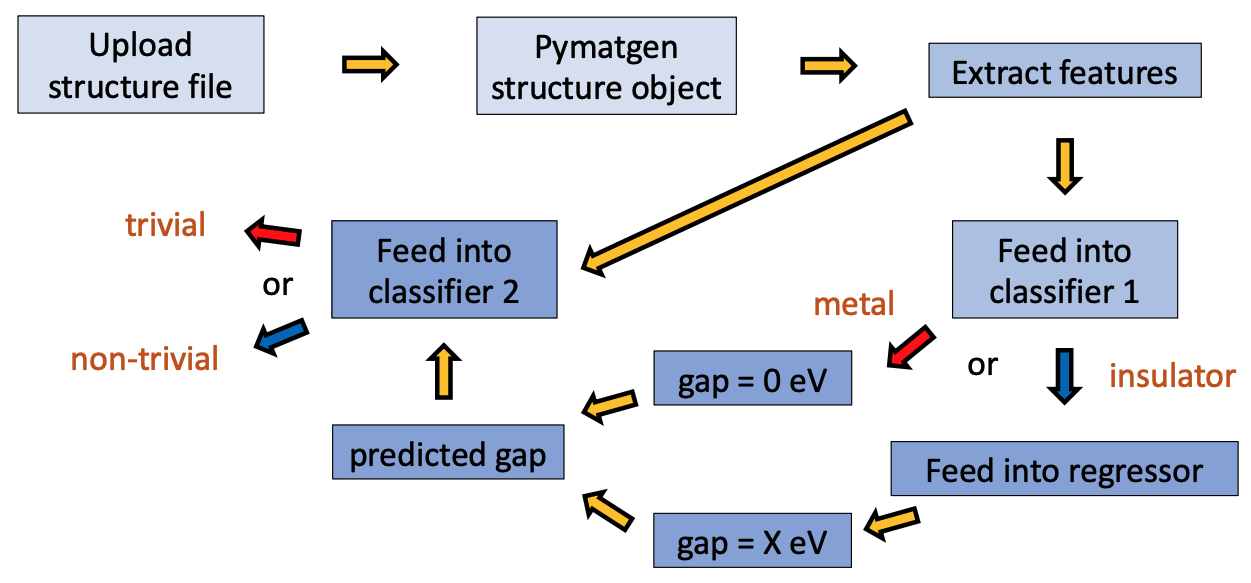 Upload
structure file
Pymatgen
structure object
Extract features
trivial
or
non-trivial
Feed into
classifier 2
Feed into
classifier 1
metal
or
insulator
gap = 0 eV
predicted gap
Feed into regressor
gap = X eV